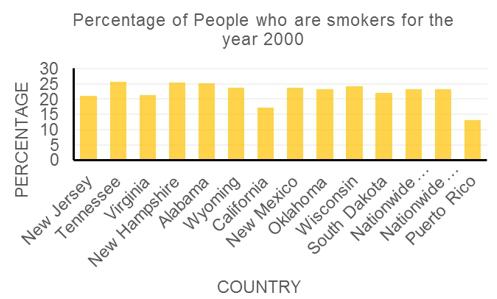 Percentage of People who are smokers for the
year 2000
PERCENTAGE
30
25
20
15
10
5
0
New Jersey
Tennessee
Virginia
New Hampshire
Alabama
Wyoming
California
New Mexico
Oklahoma
Wisconsin
South Dakota
Nationwide...
Nationwide...
Puerto Rico
COUNTRY